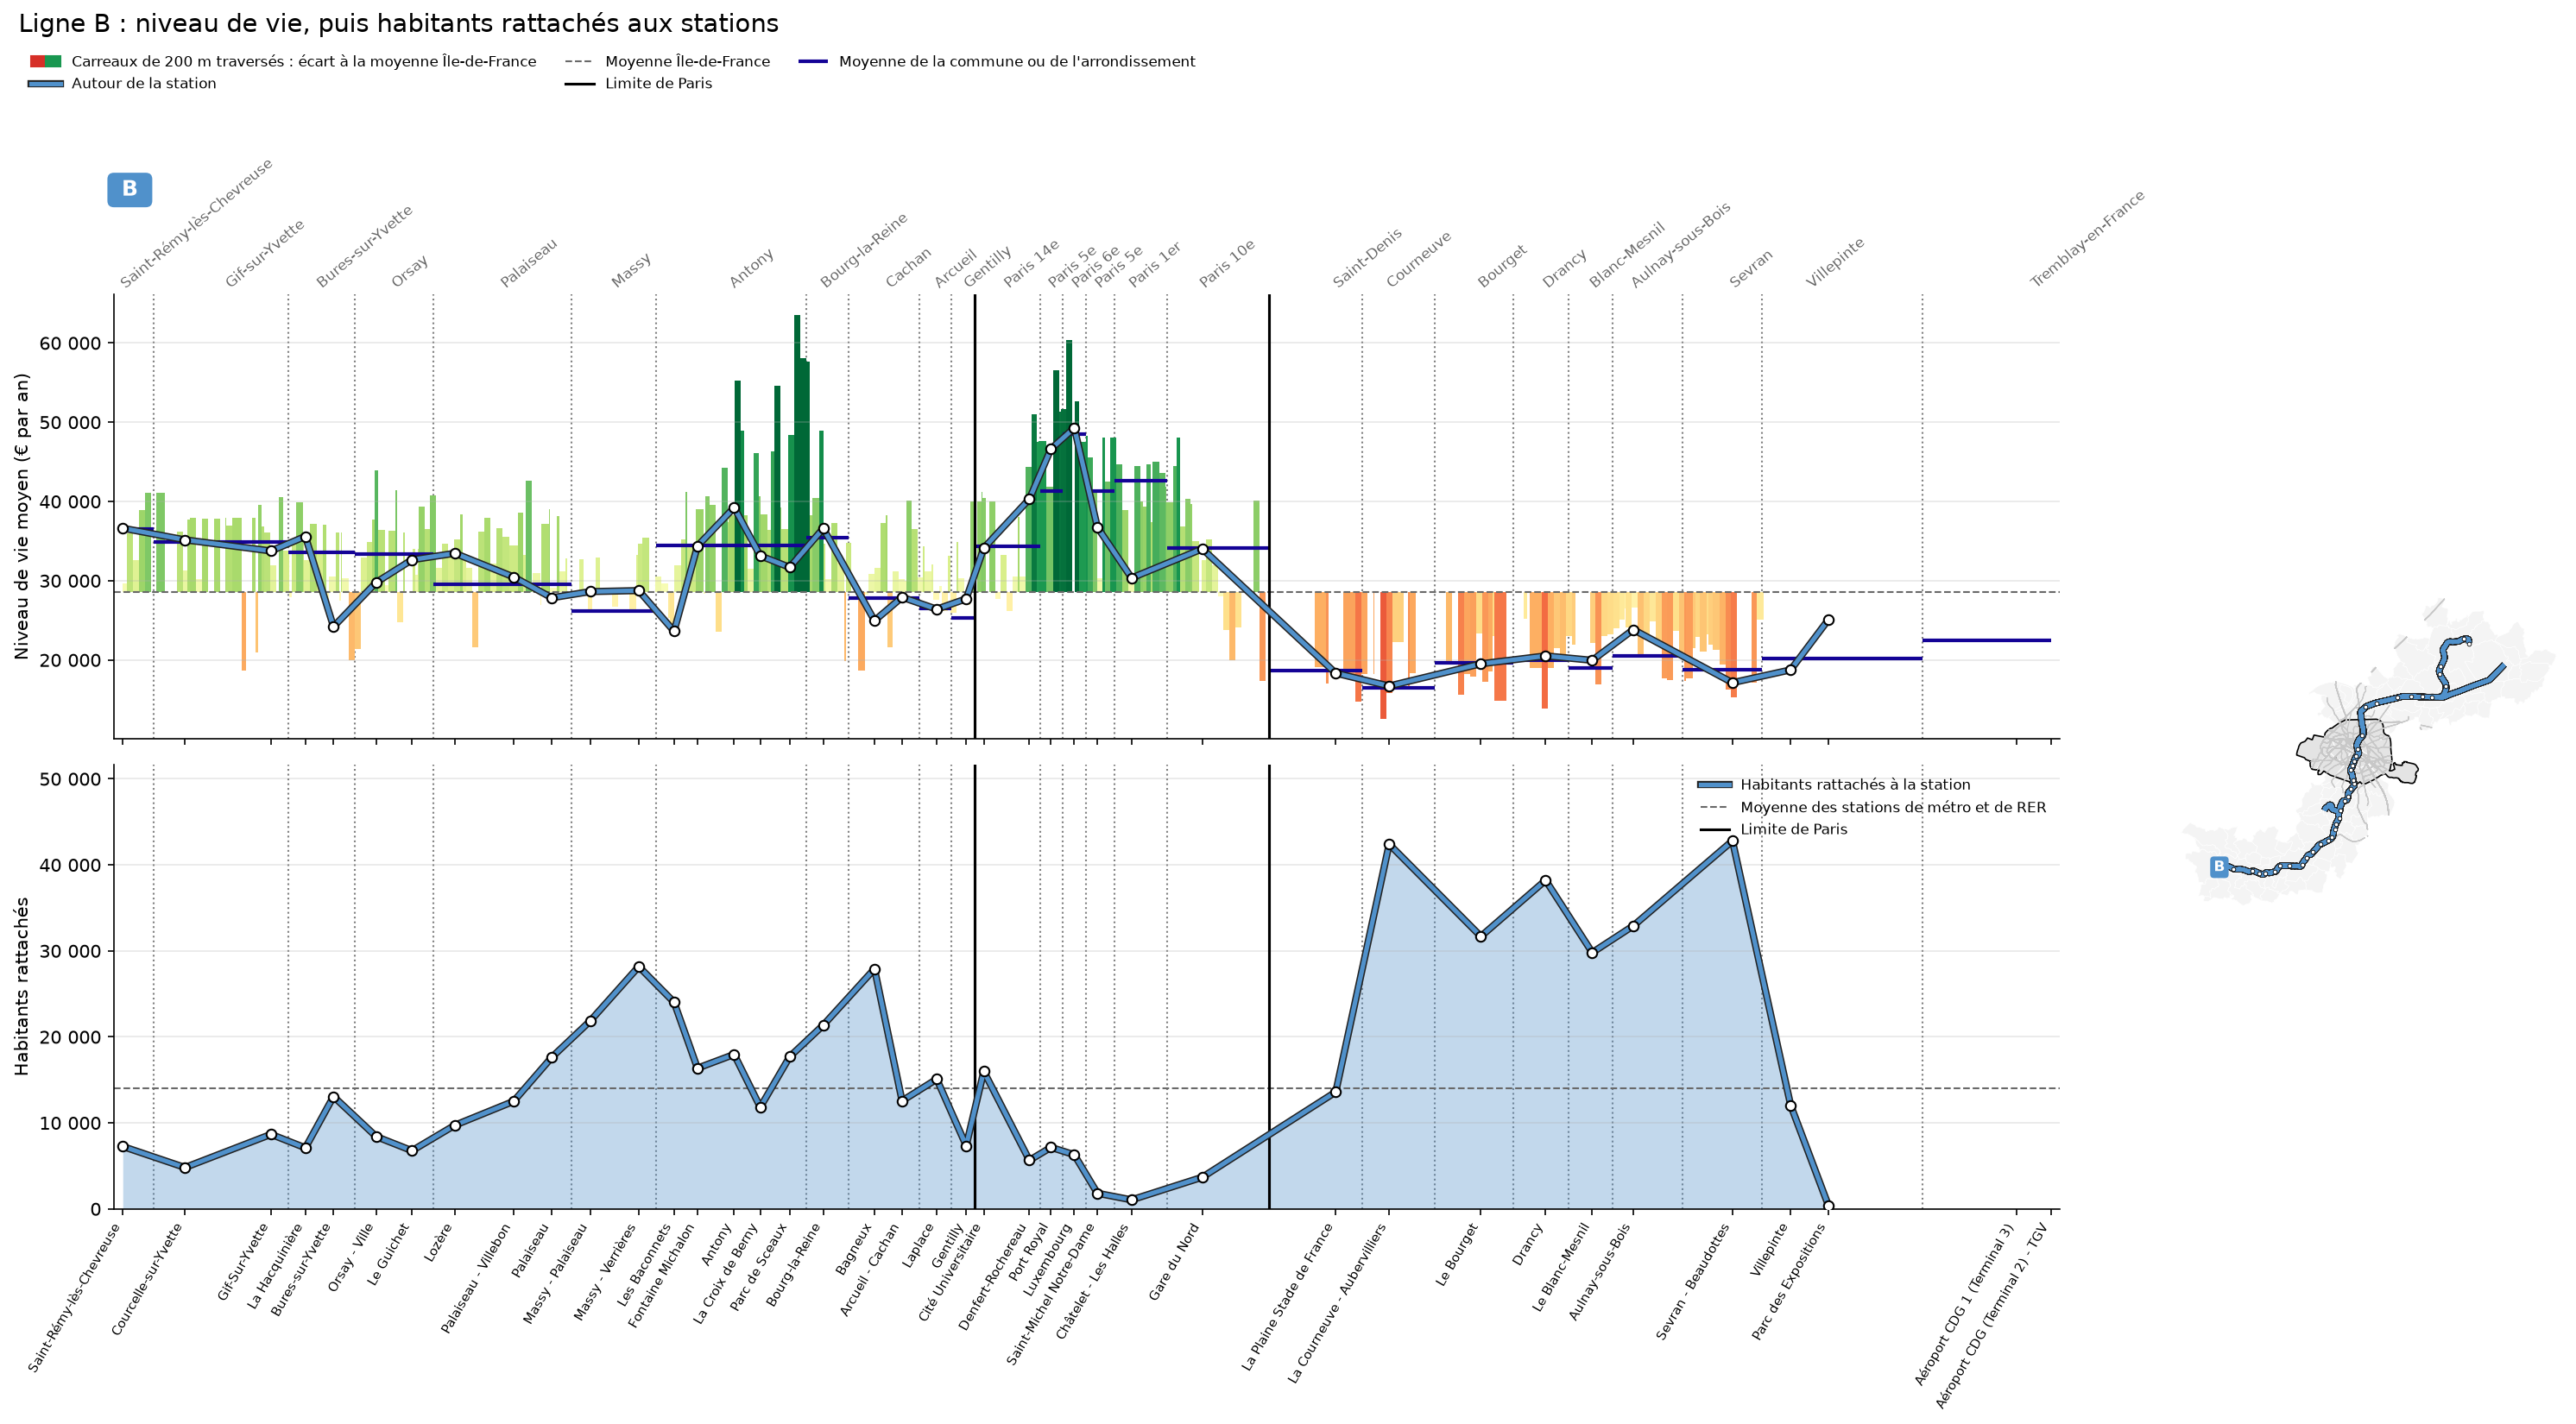 Ligne B : niveau de vie, puis habitants rattachés aux stations
Carreaux de 200 m traversés : écart à la moyenne Île-de-France
Autour de la station
Moyenne Île-de-France
Limite de Paris
Moyenne de la commune ou de l'arrondissement
B
Saint-Rémy-lès-Chevreuse
Gif-sur-Yvette
Bures-sur-Yvette
Orsay
Palaiseau
Massy
Antony
Bourg-la-Reine
Cachan
Arcueil
Gentilly
Paris 14e
Paris 5e
Paris 6e
Paris 5e
Paris 1er
Paris 10e
Saint-Denis
Courneuve
Bourget
Drancy
Blanc-Mesnil
Aulnay-sous-Bois
Sevran
Villepinte
Tremblay-en-France
Niveau de vie moyen (€ par an)
60 000
50 000
40 000
30 000
20 000
Habitants rattachés
50 000
40 000
30 000
20 000
10 000
0
Habitants rattachés à la station
Moyenne des stations de métro et de RER
Limite de Paris
Saint-Rémy-lès-Chevreuse
Courcelle-sur-Yvette
Gif-Sur-Yvette
La Hacquinière
Bures-sur-Yvette
Orsay - Ville
Le Guichet
Lozère
Palaiseau - Villebon
Palaiseau
Massy - Palaiseau
Massy - Verrières
Les Baconnets
Fontaine Michalon
Antony
La Croix de Berny
Parc de Sceaux
Bourg-la-Reine
Bagneux
Arcueil - Cachan
Laplace
Gentilly
Cité Universitaire
Denfert-Rochereau
Port Royal
Luxembourg
Saint-Michel Notre-Dame
Châtelet - Les Halles
Gare du Nord
La Plaine Stade de France
La Courneuve - Aubervilliers
Le Bourget
Drancy
Le Blanc-Mesnil
Aulnay-sous-Bois
Sevran - Beaudottes
Villepinte
Parc des Expositions
Aéroport CDG 1 (Terminal 3)
Aéroport CDG (Terminal 2) - TGV
B